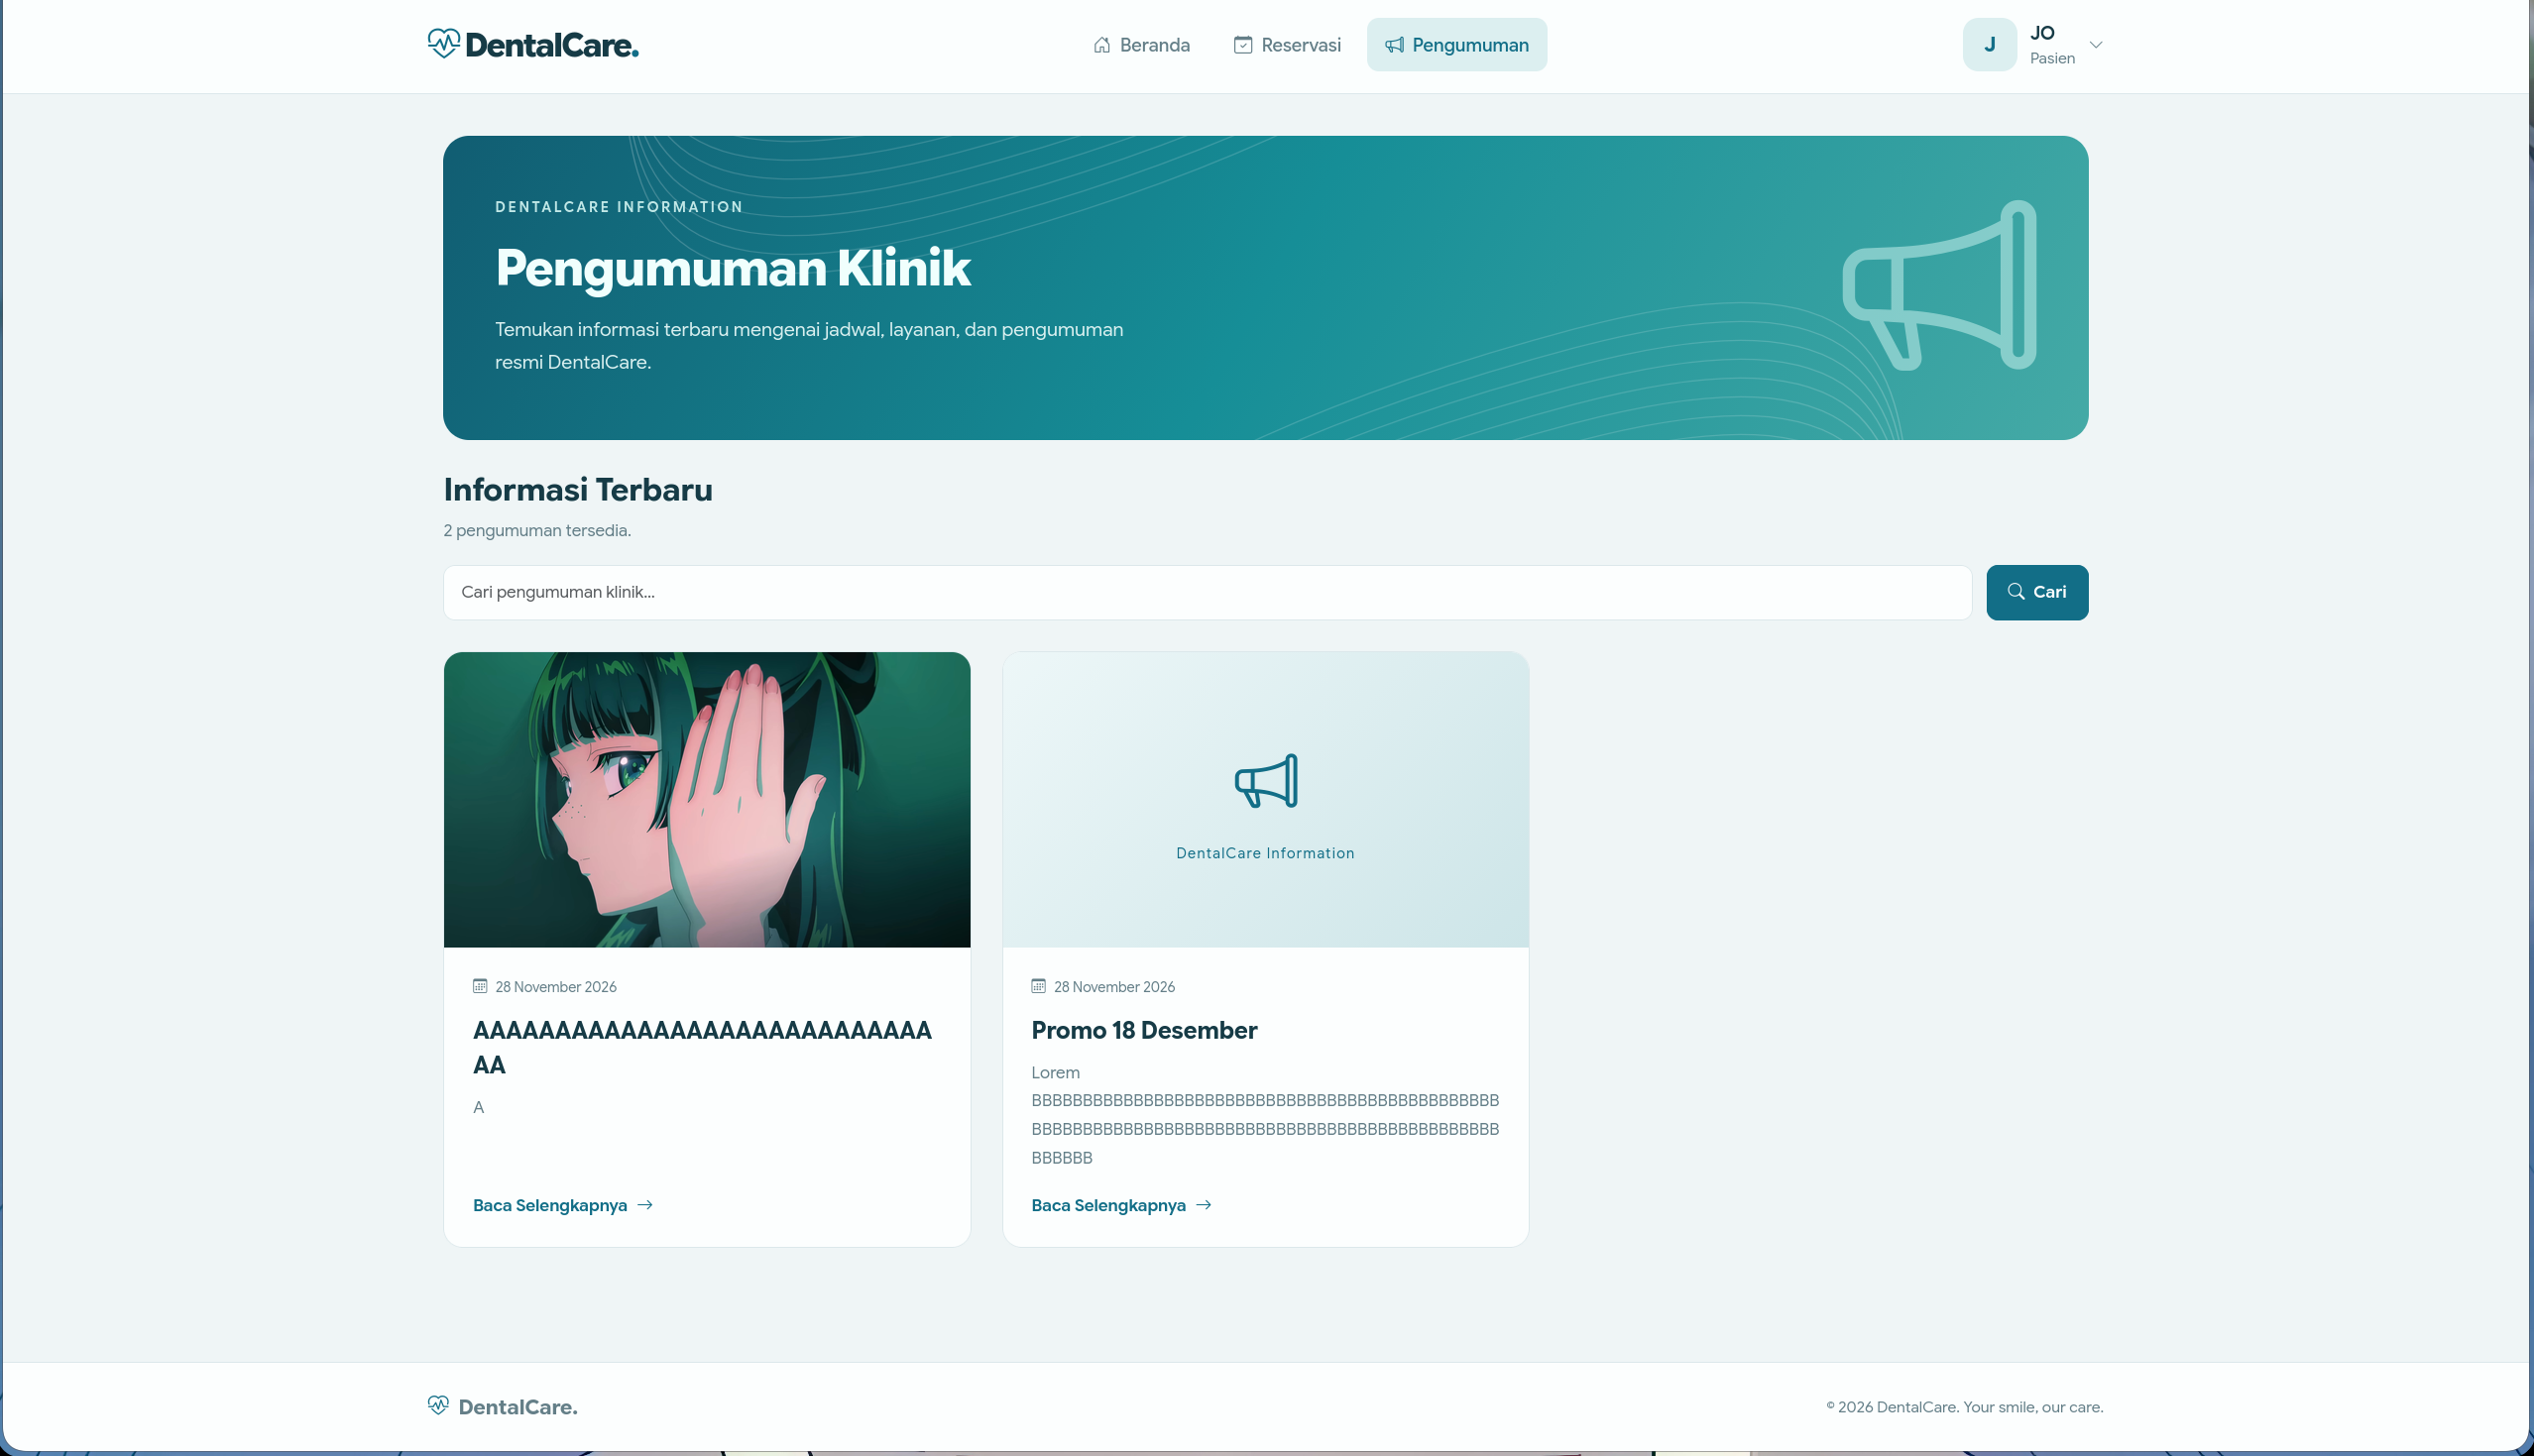 DentalCare.
Beranda
Reservasi
Pengumuman
J
JO
Pasien
DENTALCARE INFORMATION
Pengumuman Klinik
Temukan informasi terbaru mengenai jadwal, layanan, dan pengumuman
resmi DentalCare.
Informasi Terbaru
2 pengumuman tersedia.
Cari pengumuman klinik...
Cari
28 November 2026
AAAAAAAAAAAAAAAAAAAAAAAAAAAA
AA
A
Baca Selengkapnya
DentalCare Information
28 November 2026
Promo 18 Desember
Lorem
BBBBBBBBBBBBBBBBBBBBBBBBBBBBBBBBBBBBBBBBBBBBBB
BBBBBBBBBBBBBBBBBBBBBBBBBBBBBBBBBBBBBBBBBBBBBB
BBBBBB
Baca Selengkapnya
DentalCare.
© 2026 DentalCare. Your smile, our care.